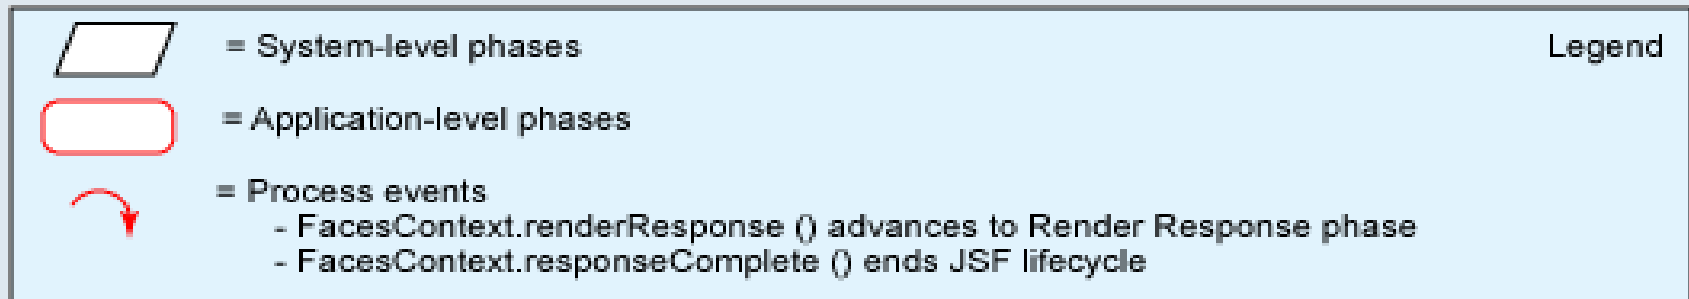 = System-level phases
Legend
= Application-level phases
= Process events
- FacesContext.renderResponse () advances to Render Response phase
- FacesContext.responseComplete () ends JSF lifecycle